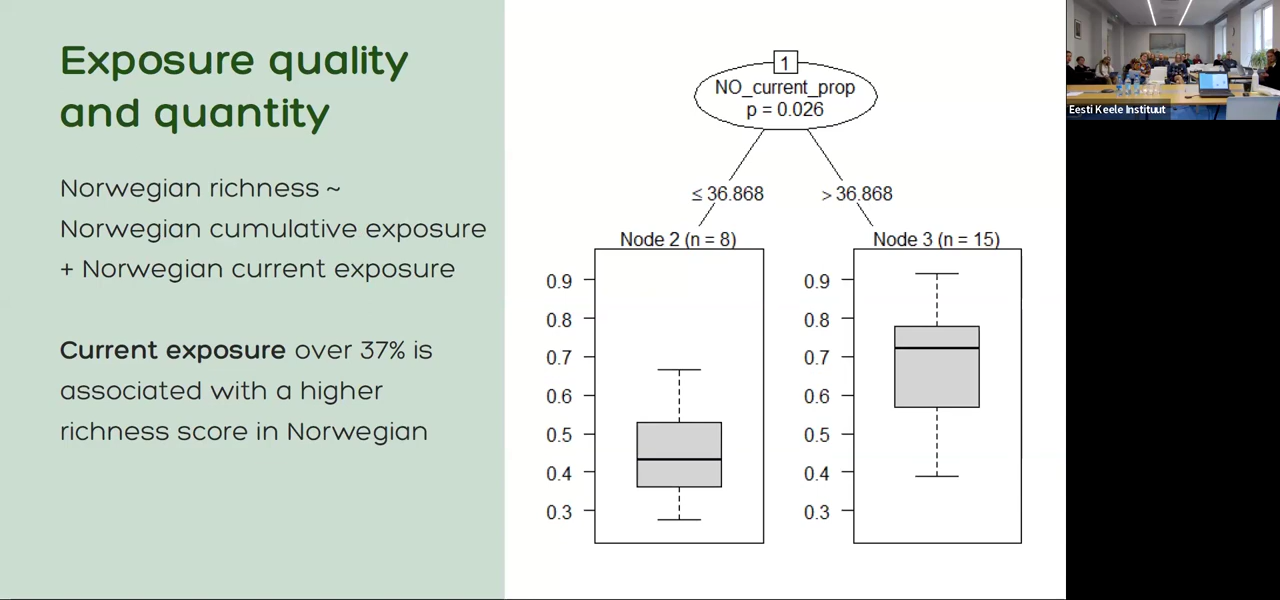 Exposure quality
and quantity
Norwegian richness ~
Norwegian cumulative exposure
+ Norwegian current exposure
Current exposure over 37% is
associated with a higher
richness score in Norwegian
1
NO_current_prop
p = 0.026
≤ 36.868
> 36.868
Node 2 (n = 8)
0.9
0.8
0.7
0.6
0.5
0.4
0.3
Node 3 (n = 15)
0.9
0.8
0.7
0.6
0.5
0.4
0.3
Eesti Keele Instituut